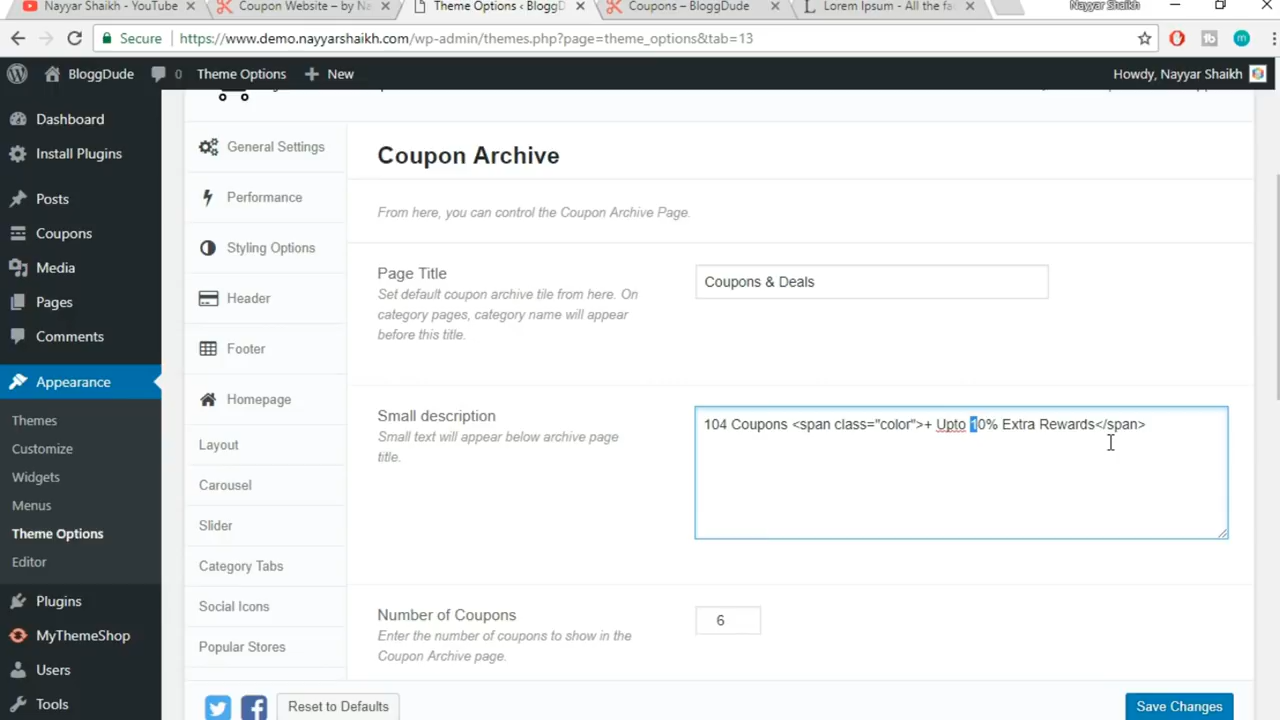 Nayyar Shaikh - YouTube
Coupon Website – by Na
Theme Options ‹ BloggD
Coupons – BloggDude
Lorem Ipsum - All the fa
Nayyar Shaikh
Secure
https://www.demo.nayyarshaikh.com/wp-admin/themes.php?page=theme_options&tab=13
BloggDude
0
Theme Options
New
Howdy, Nayyar Shaikh
Dashboard
Install Plugins
Posts
Coupons
Media
Pages
Comments
Appearance
Themes
Customize
Widgets
Menus
Theme Options
Editor
Plugins
MyThemeShop
Users
Tools
General Settings
Performance
Styling Options
Header
Footer
Homepage
Layout
Carousel
Slider
Category Tabs
Social Icons
Popular Stores
Coupon Archive
From here, you can control the Coupon Archive Page.
Page Title
Set default coupon archive tile from here. On
category pages, category name will appear
before this title.
Coupons & Deals
Small description
Small text will appear below archive page
title.
104 Coupons <span class="color">+ Upto 10% Extra Rewards</span>
Number of Coupons
Enter the number of coupons to show in the
Coupon Archive page.
6
Reset to Defaults
Save Changes